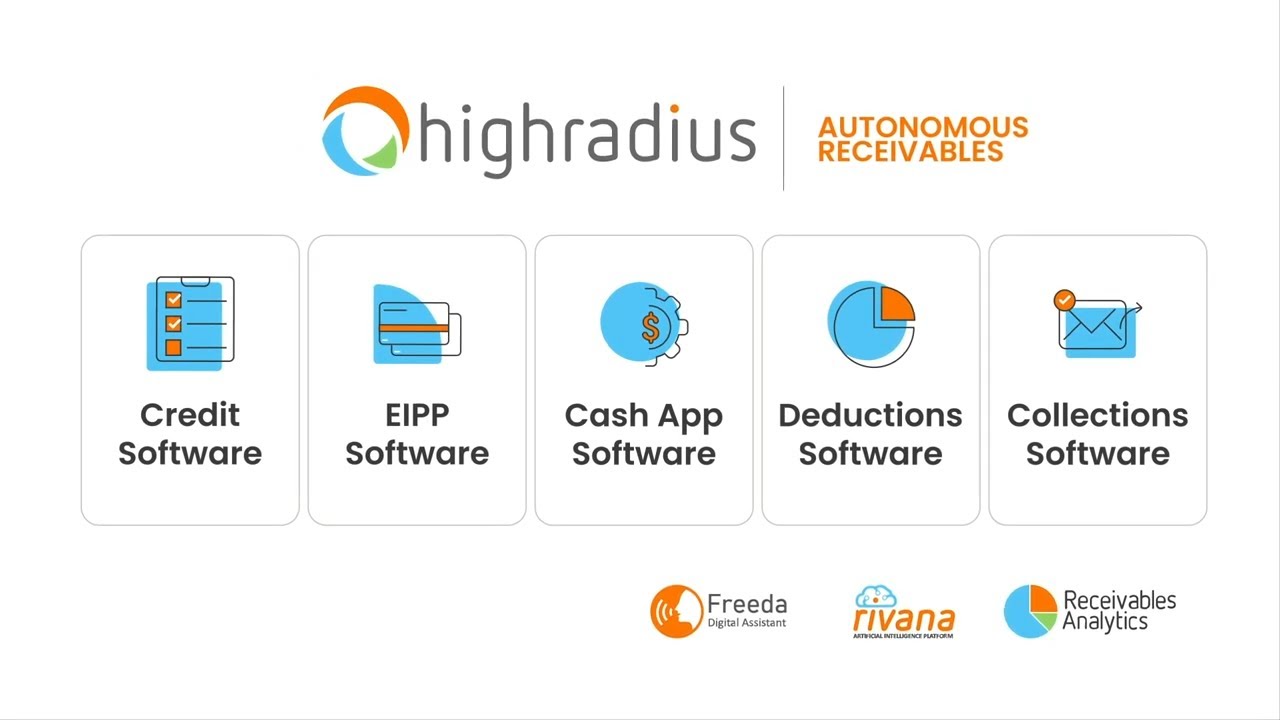 highradius
AUTONOMOUS
RECEIVABLES
Credit
Software
EIPP
Software
Cash App
Software
Deductions
Software
Collections
Software
Freeda
Digital Assistant
rivana
ARTIFICIAL INTELLIGENCE PLATFORM
Receivables
Analytics